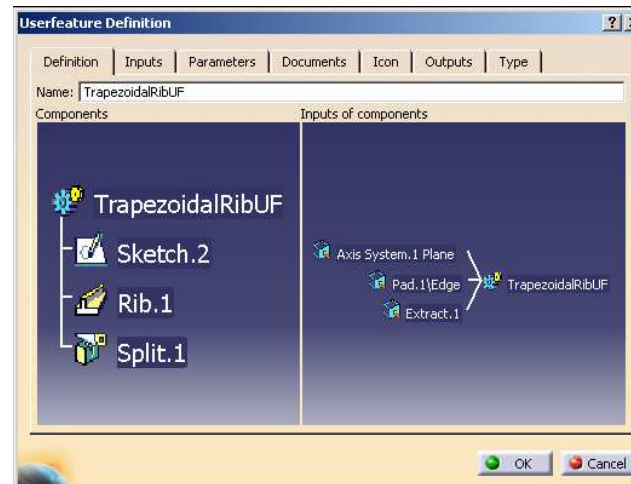 Userfeature Definition
Definition Inputs Parameters Documents Icon Outputs Type
Name: TrapezoidalRibUF
Components Inputs of components
TrapezoidalRibUF
Sketch.2
Rib.1
Split.1
Axis System.1 Plane
Pad.1\Edge TrapezoidalRibUF
Extract.1
OK Cancel